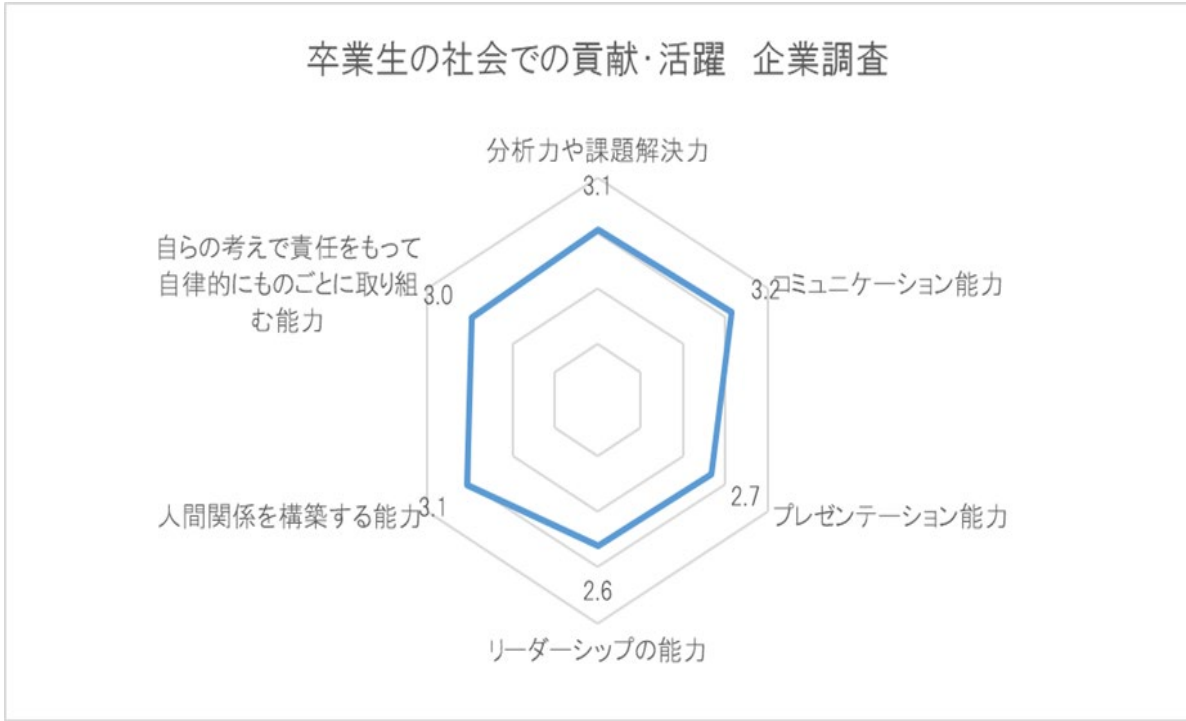 卒業生の社会での貢献・活躍　企業調査
分析力や課題解決力
3.1
コミュニケーション能力
3.2
プレゼンテーション能力
2.7
リーダーシップの能力
2.6
人間関係を構築する能力
3.1
自らの考えで責任をもって
自律的にものごとに取り組
む能力
3.0